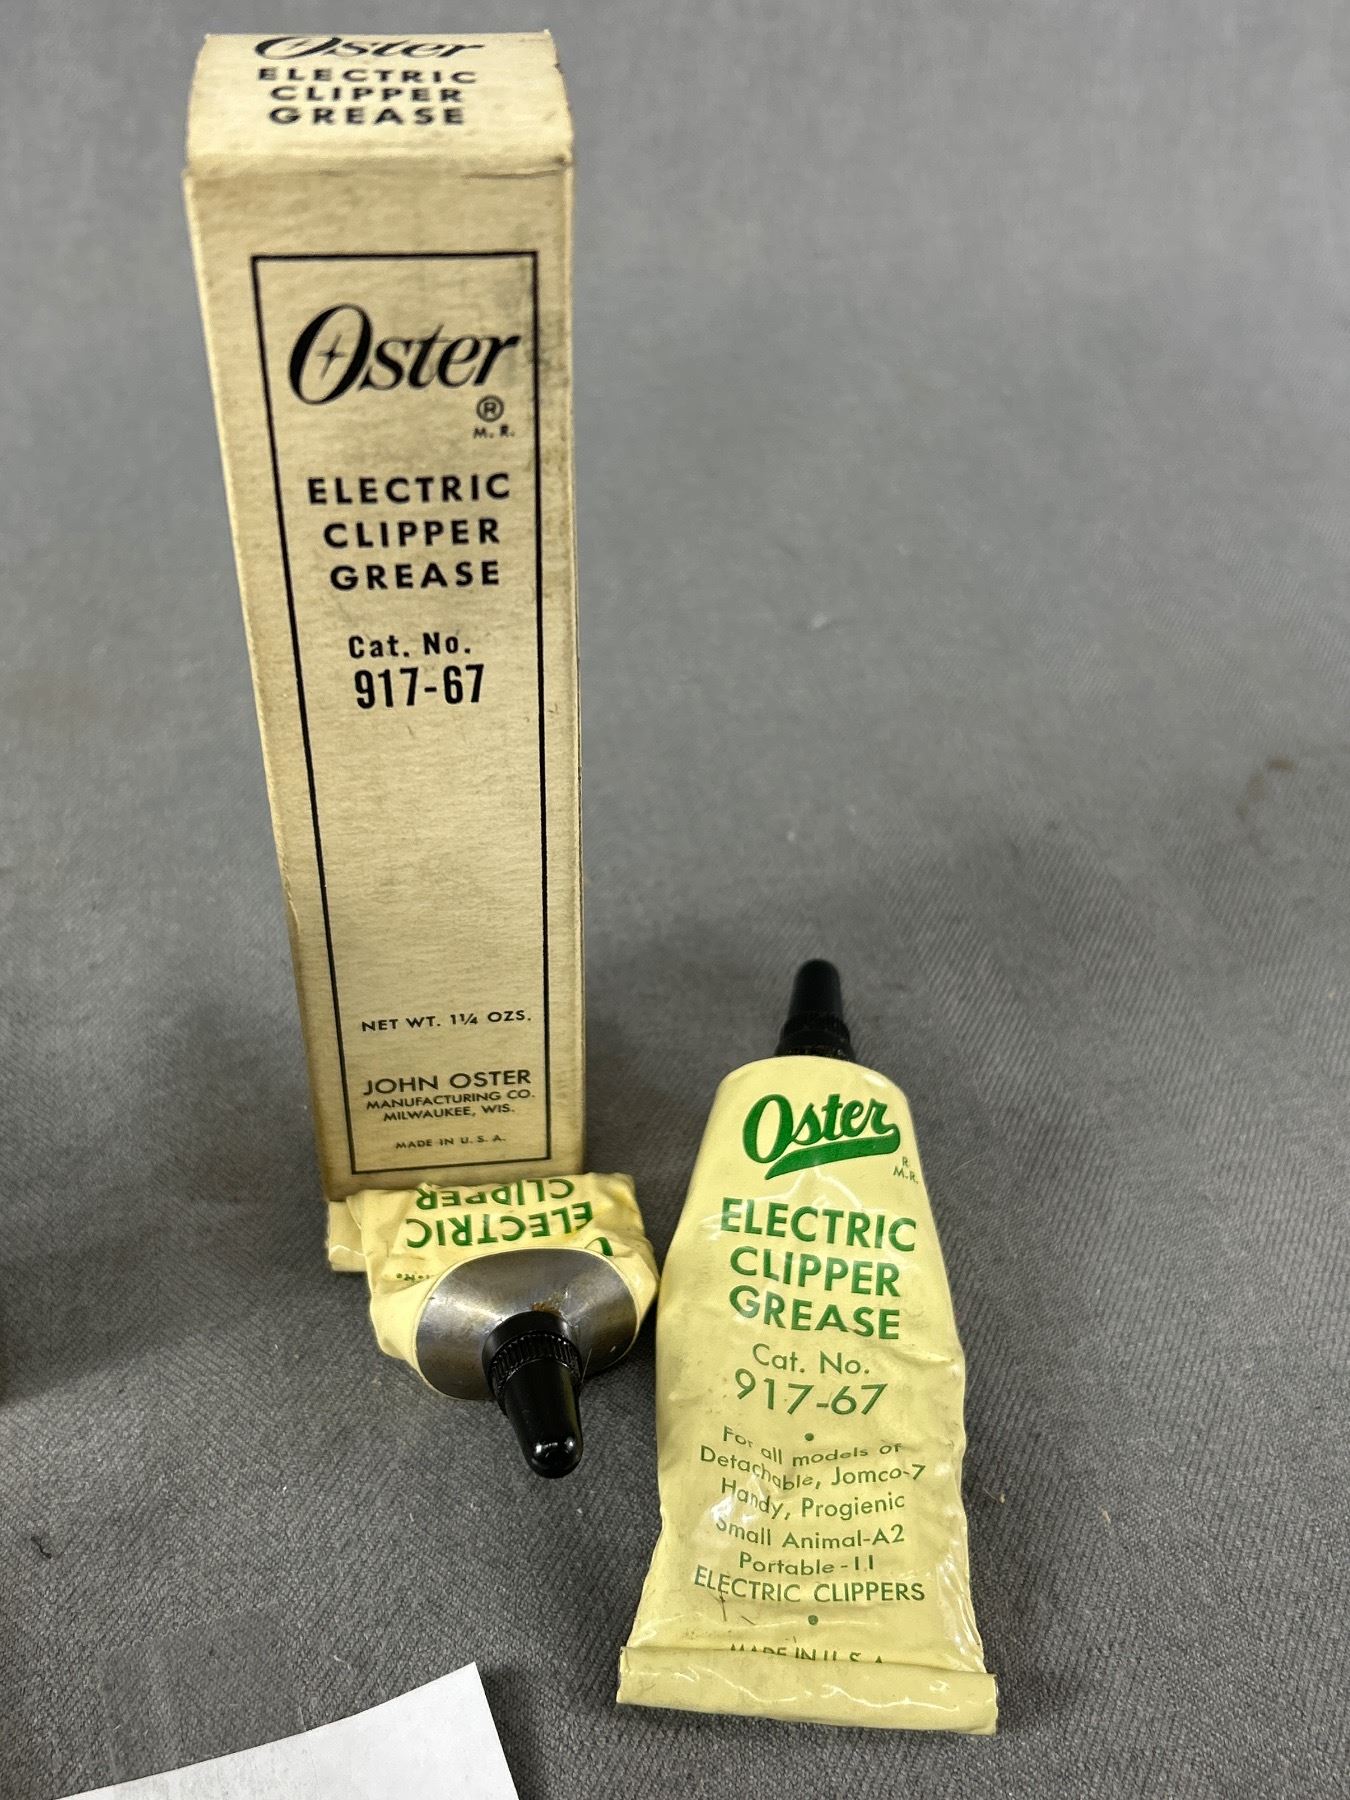 Oster
ELECTRIC
CLIPPER
GREASE
Oster
®
M. R.
ELECTRIC
CLIPPER
GREASE
Cat. No.
917-67
NET WT. 1¼ OZS.
JOHN OSTER
MANUFACTURING CO.
MILWAUKEE, WIS.
MADE IN U. S. A.
ELECTRIC
CLIPPER
Oster
R.
M.R.
ELECTRIC
CLIPPER
GREASE
Cat. No.
917-67
For all models of
Detachable, Jomco-7
Handy, Progienic
Small Animal-A2
Portable-11
ELECTRIC CLIPPERS
MADE IN U. S. A.